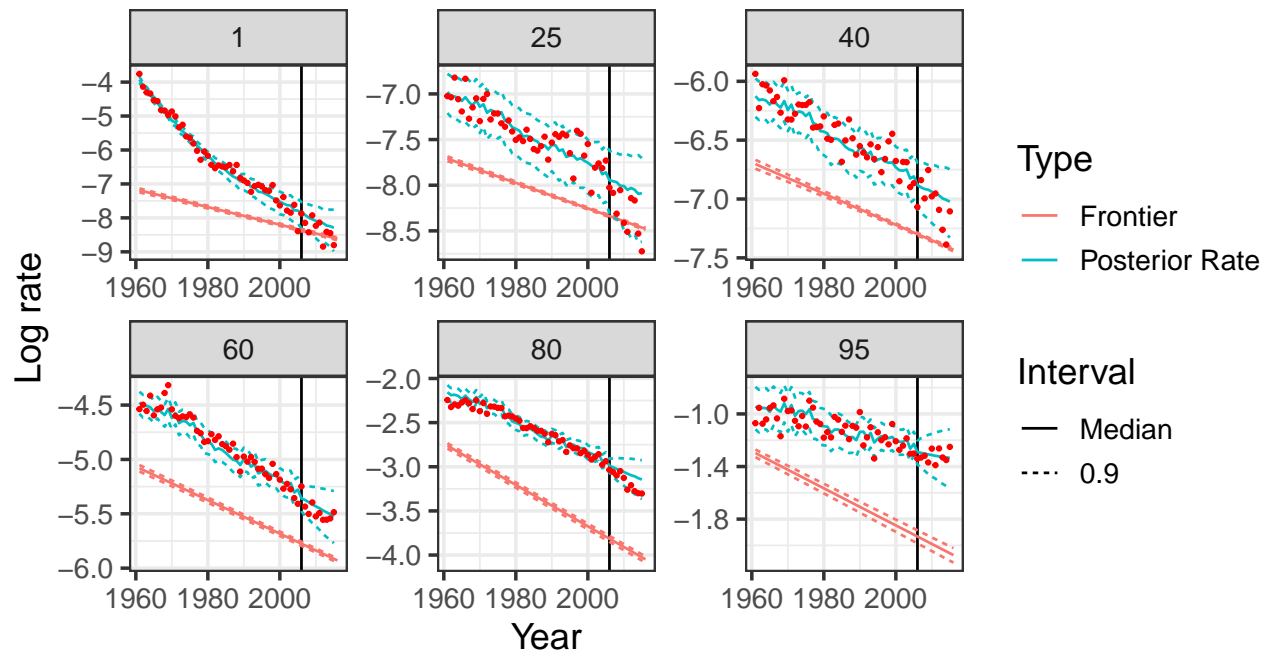 1
25
40
−4
−5
−6
−7
−8
−9
−7.0
−7.5
−8.0
−8.5
−6.0
−6.5
−7.0
−7.5
1960 1980 2000
1960 1980 2000
1960 1980 2000
60
80
95
−4.5
−5.0
−5.5
−6.0
−2.0
−2.5
−3.0
−3.5
−4.0
−1.0
−1.4
−1.8
1960 1980 2000
1960 1980 2000
1960 1980 2000
Log rate
Year
Type
Frontier
Posterior Rate
Interval
Median
0.9